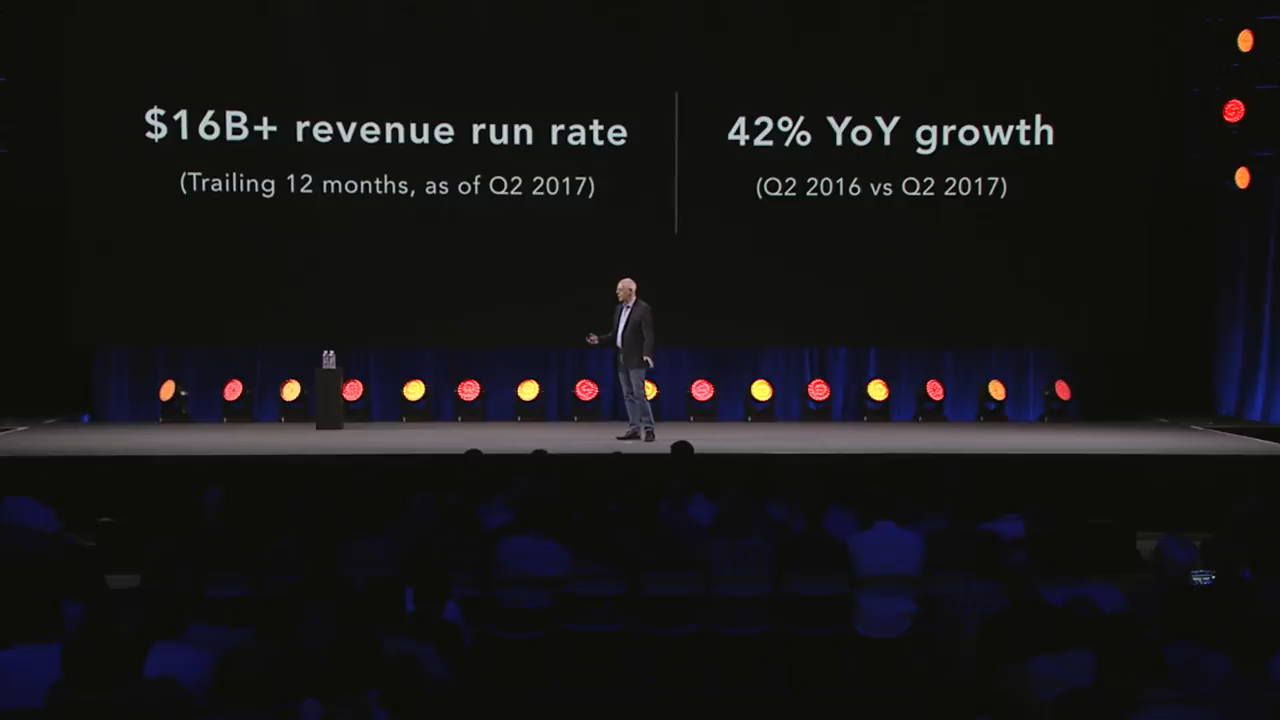 $16B+ revenue run rate
(Trailing 12 months, as of Q2 2017)
42% YoY growth
(Q2 2016 vs Q2 2017)